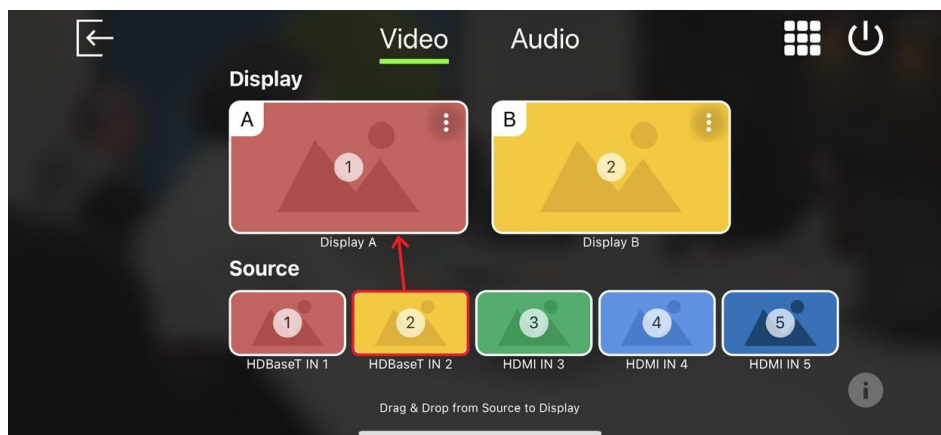 Video Audio
Display
A B
1 2
Display A Display B
Source
1 2 3 4 5
HDBaseT IN 1 HDBaseT IN 2 HDMI IN 3 HDMI IN 4 HDMI IN 5
i
Drag & Drop from Source to Display